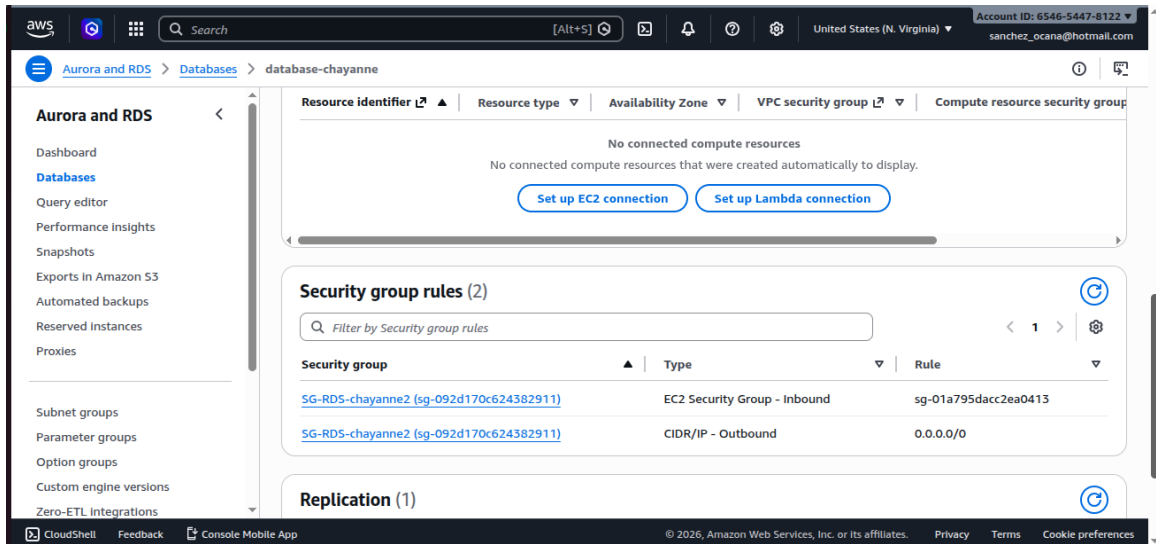 aws
Search [Alt+S] United States (N. Virginia) ▼ Account ID: 6546-5447-8122 ▼
sanchez_ocana@hotmail.com
Aurora and RDS > Databases > database-chayanne
Aurora and RDS
Dashboard
Databases
Query editor
Performance insights
Snapshots
Exports in Amazon S3
Automated backups
Reserved instances
Proxies
Subnet groups
Parameter groups
Option groups
Custom engine versions
Zero-ETL integrations
Resource identifier Resource type Availability Zone VPC security group Compute resource security group
No connected compute resources
No connected compute resources that were created automatically to display.
Set up EC2 connection Set up Lambda connection
Security group rules (2)
Filter by Security group rules
1
Security group Type Rule
SG-RDS-chayanne2 (sg-092d170c624382911) EC2 Security Group - Inbound sg-01a795dacc2ea0413
SG-RDS-chayanne2 (sg-092d170c624382911) CIDR/IP - Outbound 0.0.0.0/0
Replication (1)
CloudShell Feedback Console Mobile App © 2026, Amazon Web Services, Inc. or its affiliates. Privacy Terms Cookie preferences